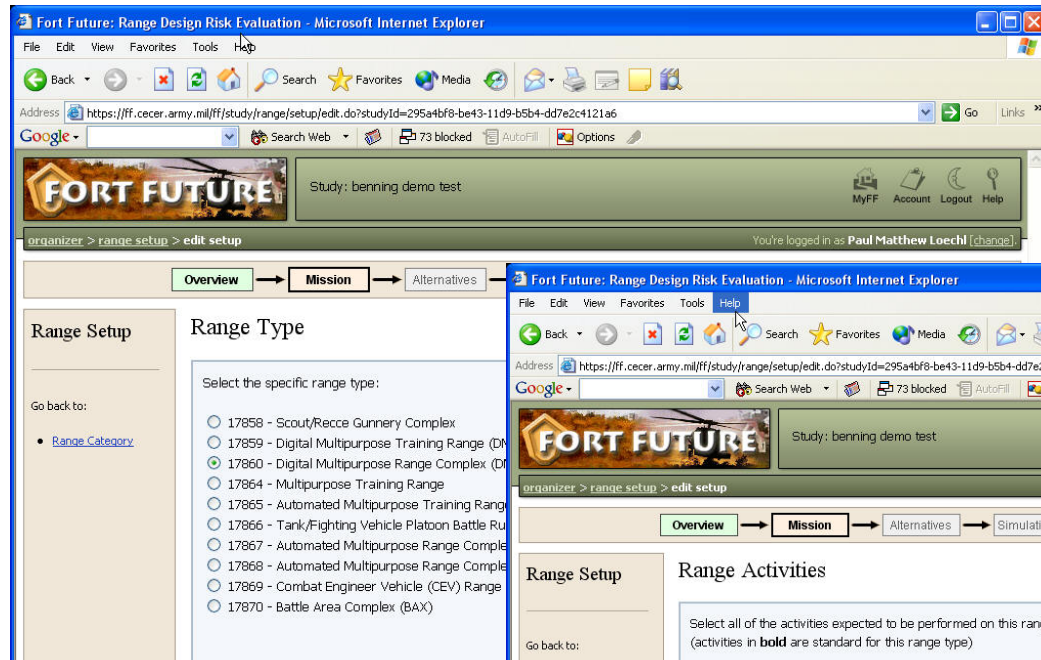 Fort Future: Range Design Risk Evaluation - Microsoft Internet Explorer
File Edit View Favorites Tools Help
Back Search Favorites Media
Address https://ff.cecer.army.mil/ff/study/range/setup/edit.do?studyId=295a4bf8-be43-11d9-b5b4-dd7e2c4121a6 Go Links »
Google Search Web 73 blocked AutoFill Options
FORT FUTURE
Study: benning demo test
MyFF Account Logout Help
organizer > range setup > edit setup
You're logged in as Paul Matthew Loechl [change].
Overview Mission Alternatives
Range Setup
Go back to:
Range Category
Range Type
Select the specific range type:
17858 - Scout/Recce Gunnery Complex
17859 - Digital Multipurpose Training Range (DM
17860 - Digital Multipurpose Range Complex (DM
17864 - Multipurpose Training Range
17865 - Automated Multipurpose Training Rang
17866 - Tank/Fighting Vehicle Platoon Battle Ru
17867 - Automated Multipurpose Range Comple
17868 - Automated Multipurpose Range Comple
17869 - Combat Engineer Vehicle (CEV) Range
17870 - Battle Area Complex (BAX)
Fort Future: Range Design Risk Evaluation - Microsoft Internet Explorer
File Edit View Favorites Tools Help
Back Search Favorites Media
Address https://ff.cecer.army.mil/ff/study/range/setup/edit.do?studyId=295a4bf8-be43-11d9-b5b4-dd7e2
Google Search Web 73 blocked AutoFill
FORT FUTURE
Study: benning demo test
organizer > range setup > edit setup
Overview Mission Alternatives Simulati
Range Setup
Go back to:
Range Activities
Select all of the activities expected to be performed on this ran
(activities in bold are standard for this range type)